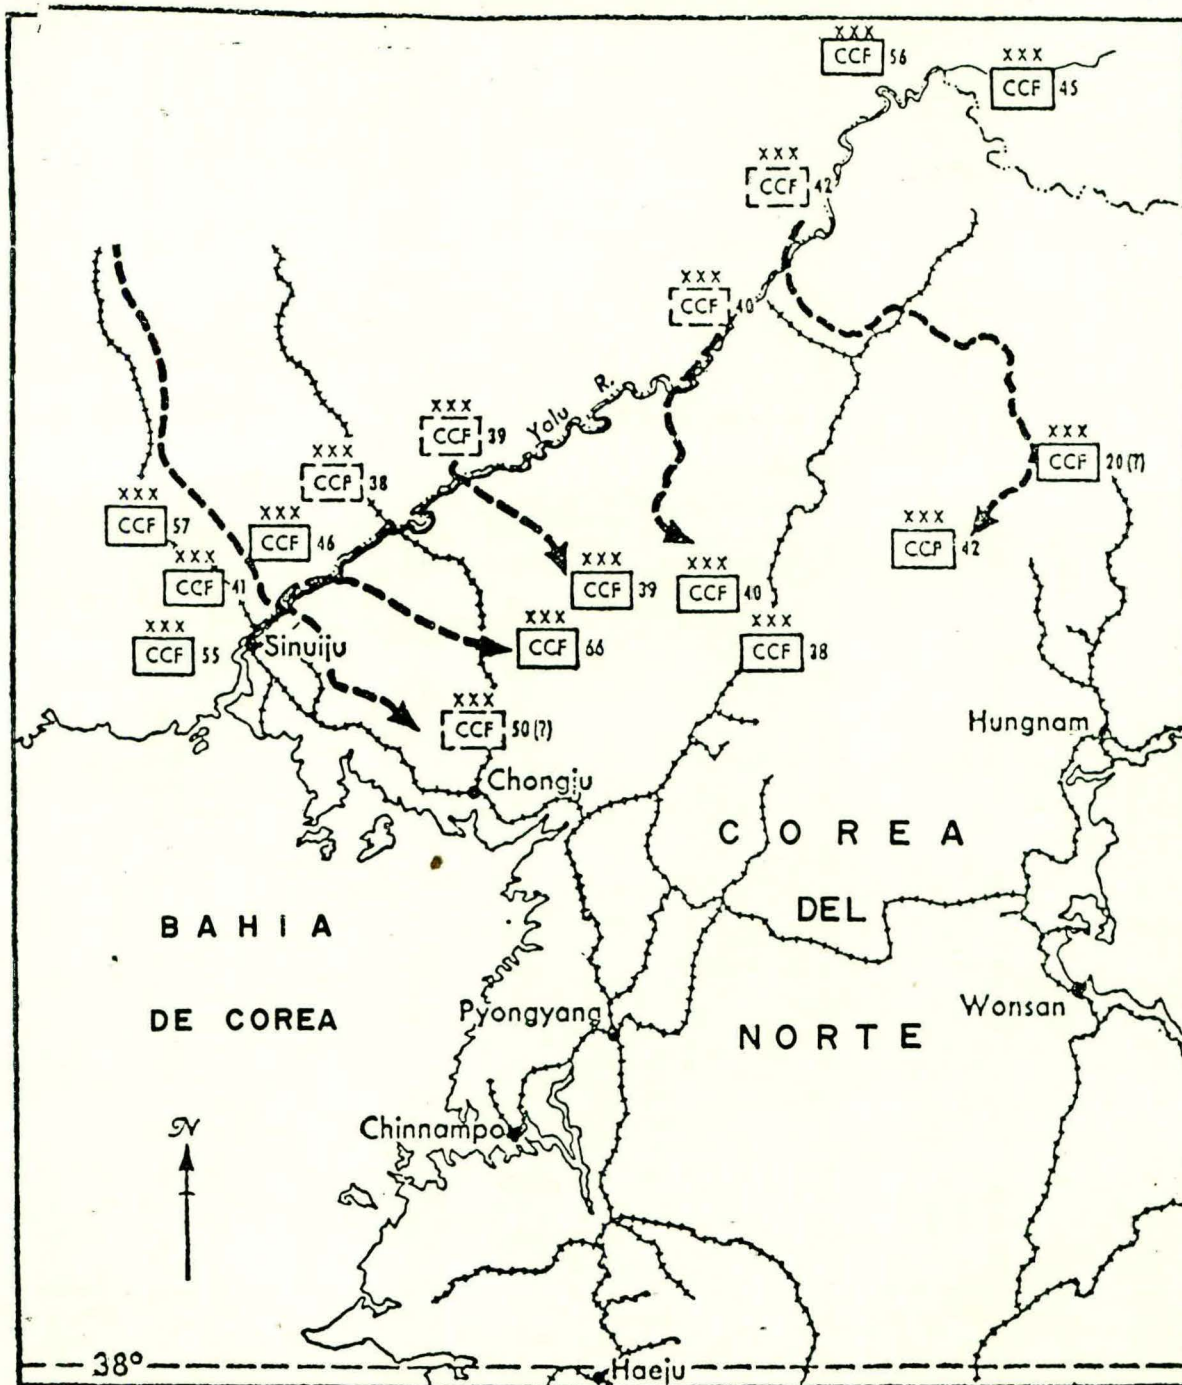 XXX
CCF 56
XXX
CCF 45
XXX
CCF 42
XXX
CCF 40
Yalu R.
XXX
CCF 39
XXX
CCP 38
XXX
CCF 20(?)
XXX
CCF 57
XXX
CCF 46
XXX
CCP 42
XXX
CCF 41
XXX
CCF 39
XXX
CCF 40
XXX
CCF 55
Sinuiju
XXX
CCF 66
XXX
CCF 38
XXX
CCF 50(?)
Hungnam
Chongju
COREA
DEL
NORTE
BAHIA
DE COREA
Pyongyang
Wonsan
N
Chinnampo
38°
Haeju